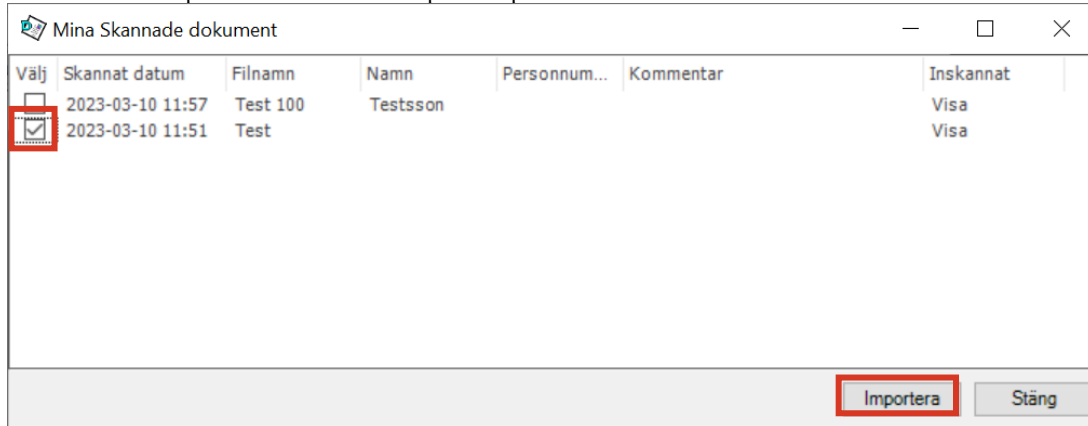 Mina Skannade dokument
Välj Skannat datum Filnamn Namn Personnum... Kommentar Inskannat
2023-03-10 11:57 Test 100 Testsson Visa
2023-03-10 11:51 Test Visa
Importera Stäng